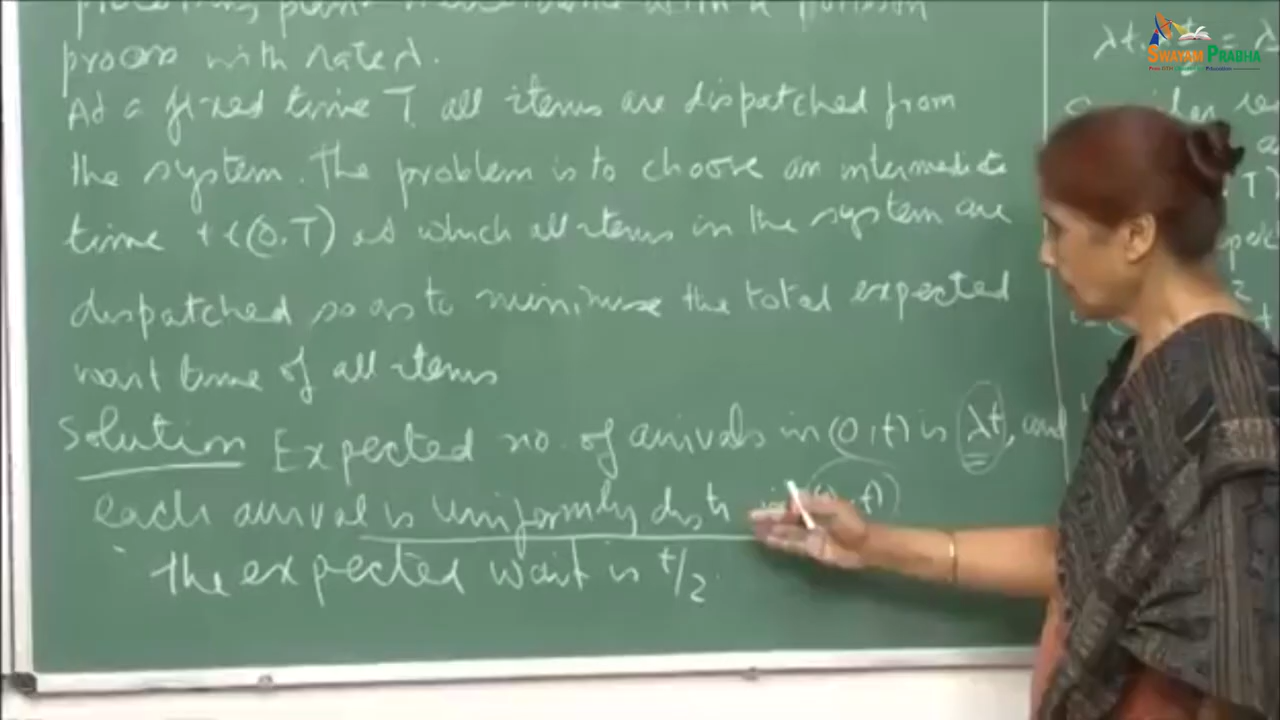 process with rate λ.
At a fixed time T, all items are dispatched from
the system. The problem is to choose an intermediate
time t ε (0, T) at which all items in the system are
dispatched so as to minimise the total expected
wait time of all items
Solution Expected no. of arrivals in (0, t) is λt, and
each arrival is uniformly dist in (0, t)
The expected wait is t/2.
SWAYAM PRABHA